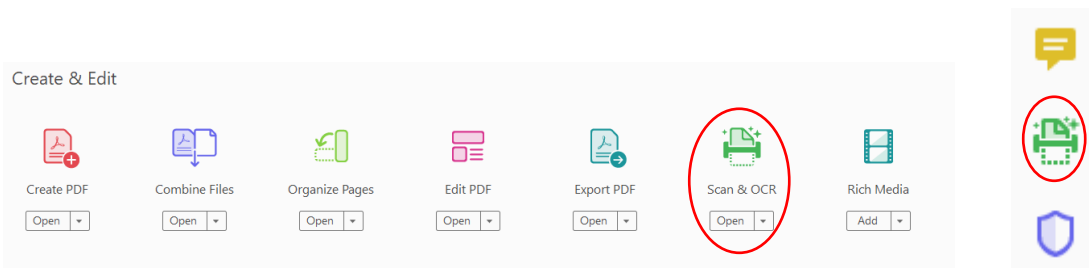 Create & Edit
Create PDF Combine Files Organize Pages Edit PDF Export PDF Scan & OCR Rich Media
Open Open Open Open Open Open Add